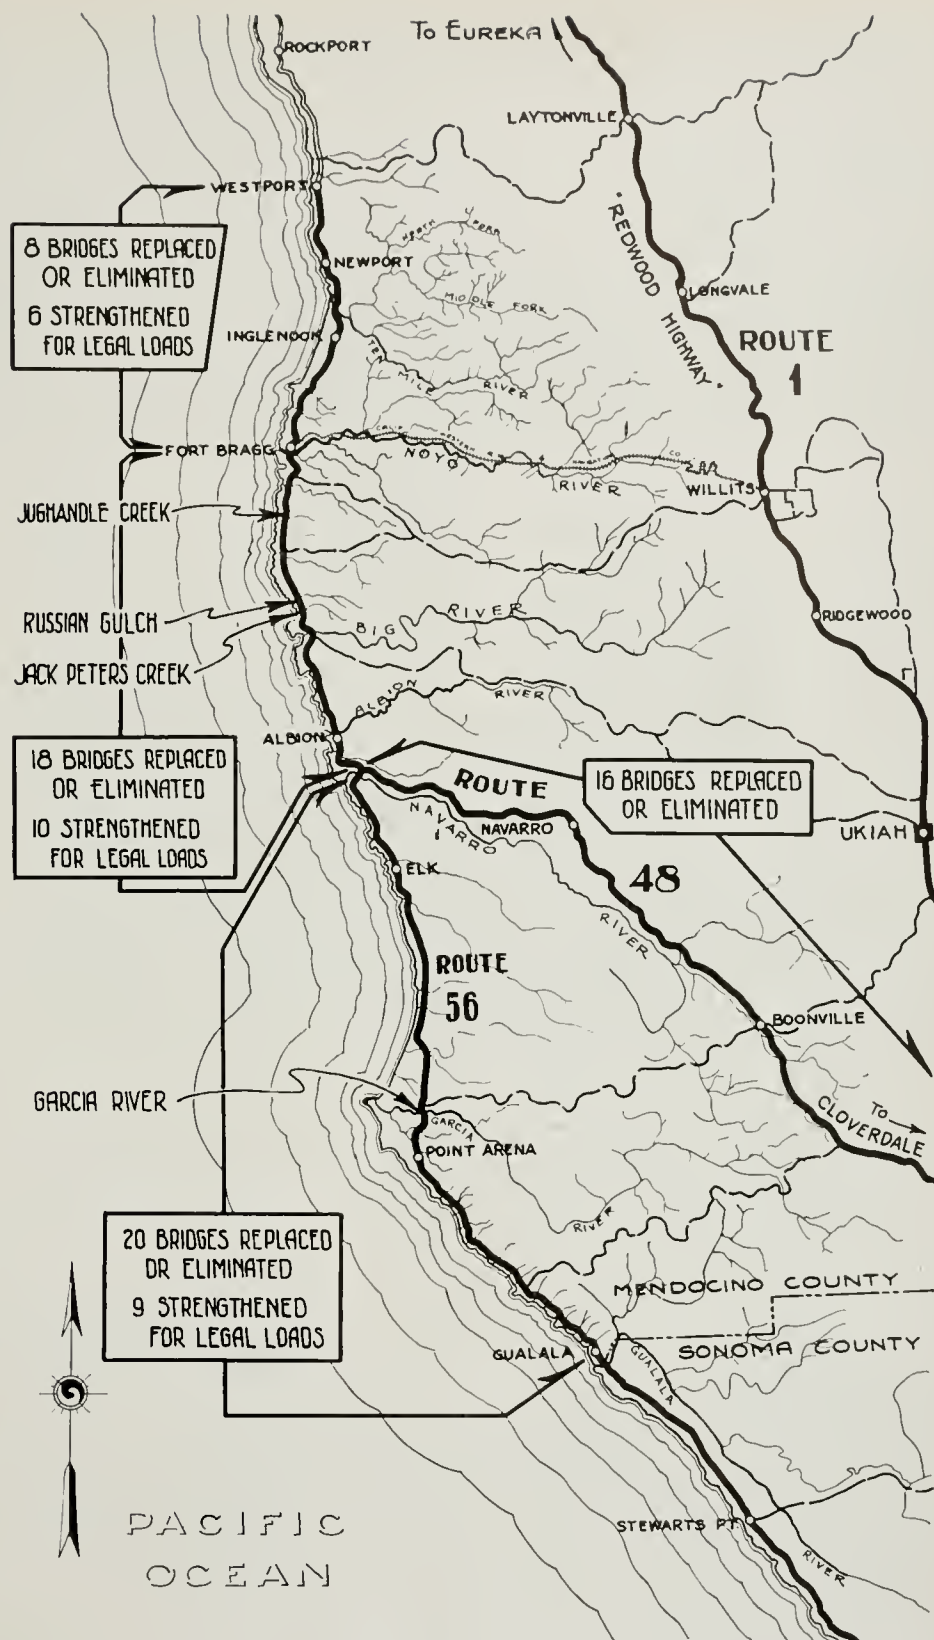 To EUREKA
ROCKPORT
LAYTONVILLE
WESTPORT
8 BRIDGES REPLACED
OR ELIMINATED
6 STRENGTHENED
FOR LEGAL LOADS
NORTH FORK
"REDWOOD HIGHWAY"
NEWPORT
LONGVALE
MIDDLE FORK
INGLENOOK
ROUTE
1
TEN MILE RIVER
FORT BRAGG
NOYO RIVER
WILLITS
JUGHANDLE CREEK
RUSSIAN GULCH
BIG RIVER
RIDGEWOOD
JACK PETERS CREEK
ALBION RIVER
ALBION
18 BRIDGES REPLACED
OR ELIMINATED
10 STRENGTHENED
FOR LEGAL LOADS
16 BRIDGES REPLACED
OR ELIMINATED
ROUTE
48
NAVARRO
NAVARRO RIVER
UKIAH
ELK
ROUTE
56
BOONVILLE
GARCIA RIVER
To
CLOVERDALE
GARCIA RIVER
POINT ARENA
20 BRIDGES REPLACED
OR ELIMINATED
9 STRENGTHENED
FOR LEGAL LOADS
MENDOCINO COUNTY
SONOMA COUNTY
GUALALA
GUALALA RIVER
STEWARTS PT.
PACIFIC
OCEAN